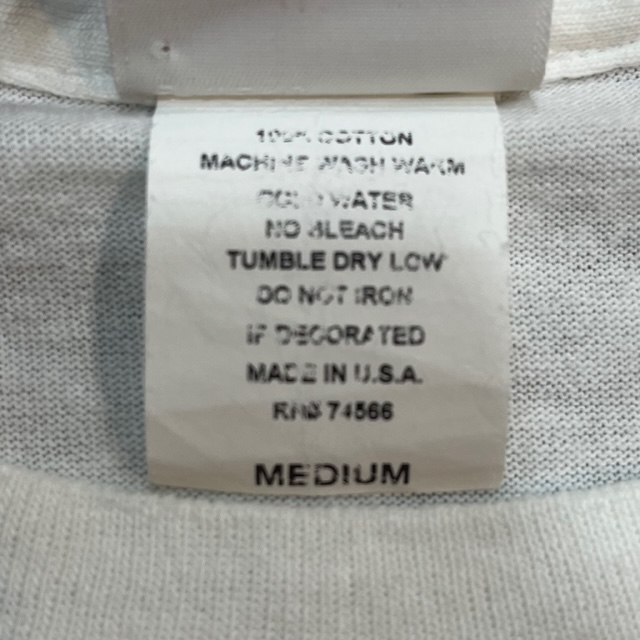 100% COTTON
MACHINE WASH WARM
COLD WATER
NO BLEACH
TUMBLE DRY LOW
DO NOT IRON
IF DECORATED
MADE IN U.S.A.
RN# 74566
MEDIUM